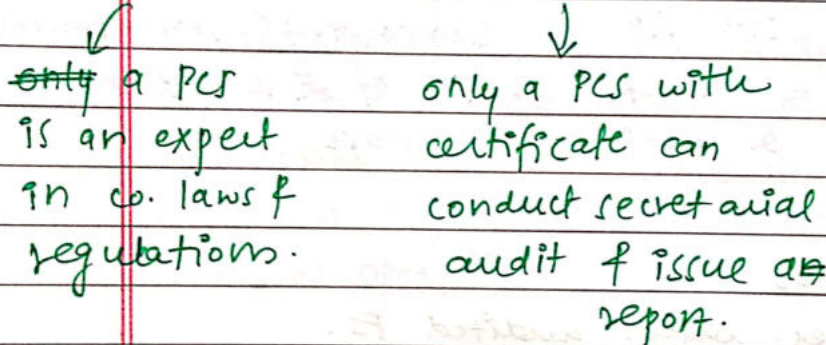 a PCS
is an expert
in co. laws &
regulations.
only a PCS with
certificate can
conduct secretarial
audit & issue a
report.